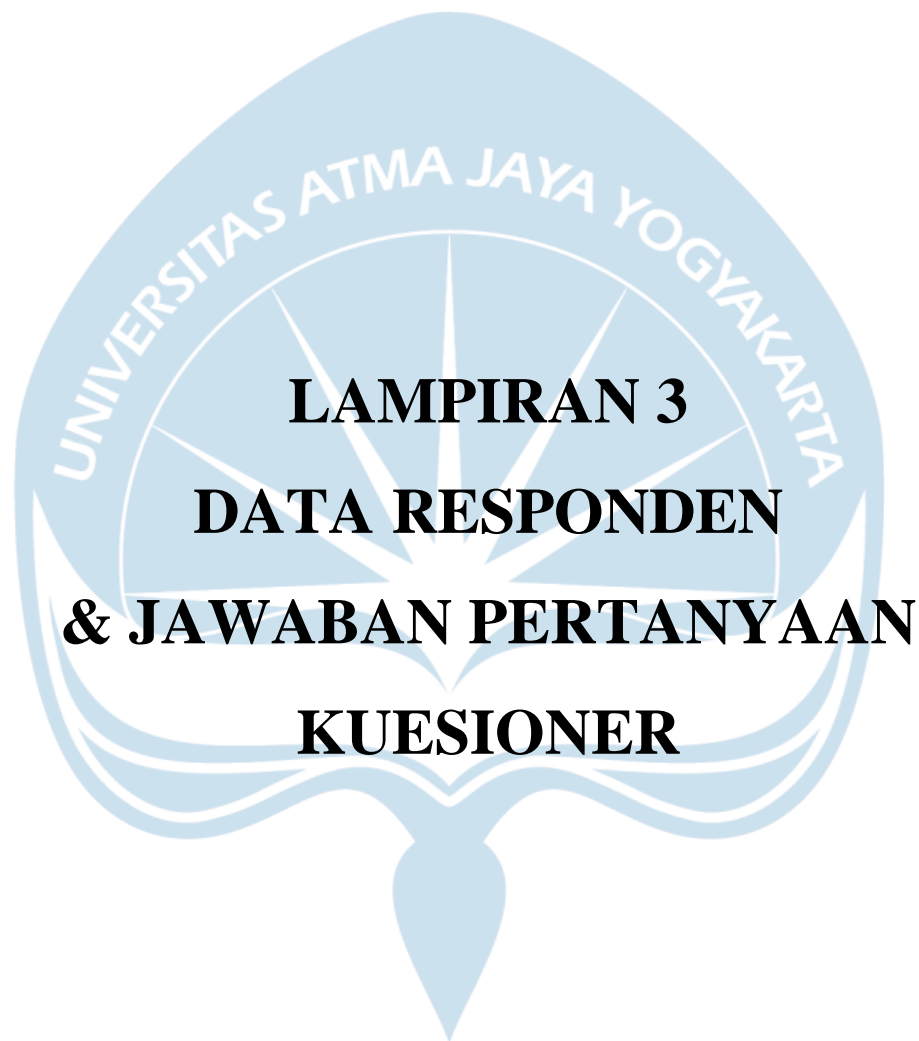 UNIVERSITAS ATMA JAYA YOGYAKARTA
LAMPIRAN 3
DATA RESPONDEN
& JAWABAN PERTANYAAN
KUESIONER